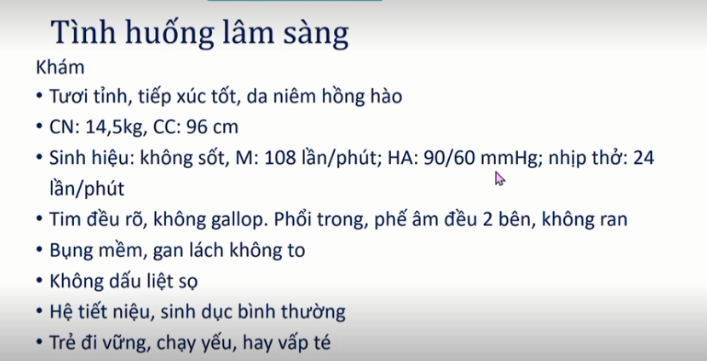 Tình huống lâm sàng
Khám
• Tươi tỉnh, tiếp xúc tốt, da niêm hồng hào
• CN: 14,5kg, CC: 96 cm
• Sinh hiệu: không sốt, M: 108 lần/phút; HA: 90/60 mmHg; nhịp thở: 24
lần/phút
• Tim đều rõ, không gallop. Phổi trong, phế âm đều 2 bên, không ran
• Bụng mềm, gan lách không to
• Không dấu liệt sọ
• Hệ tiết niệu, sinh dục bình thường
• Trẻ đi vững, chạy yếu, hay vấp té